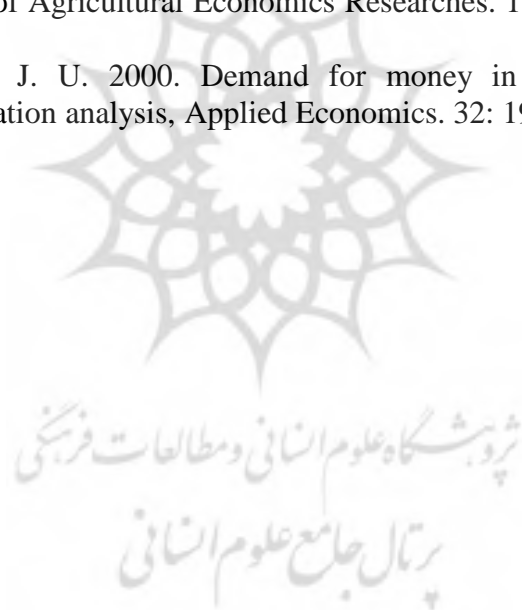 of Agricultural Economics Researches. 1
J. U. 2000. Demand for money in
ation analysis, Applied Economics. 32: 19
پژوهشگاه علوم انسانی و مطالعات فرهنگی
پرتال جامع علوم انسانی